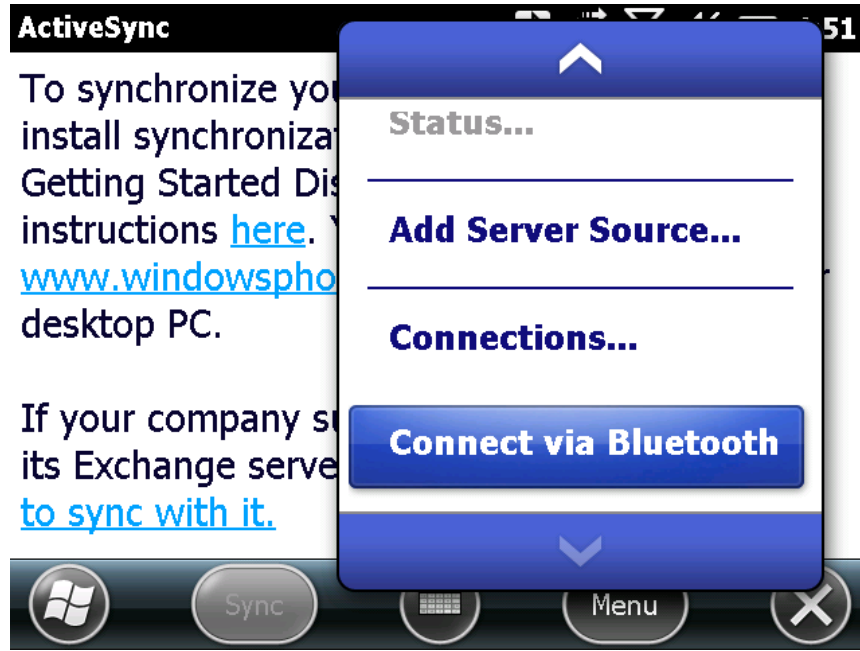 ActiveSync
51
To synchronize you
install synchronizat
Getting Started Dis
instructions here.
www.windowspho
desktop PC.
If your company su
its Exchange serve
to sync with it.
Status...
Add Server Source...
Connections...
Connect via Bluetooth
Sync
Menu